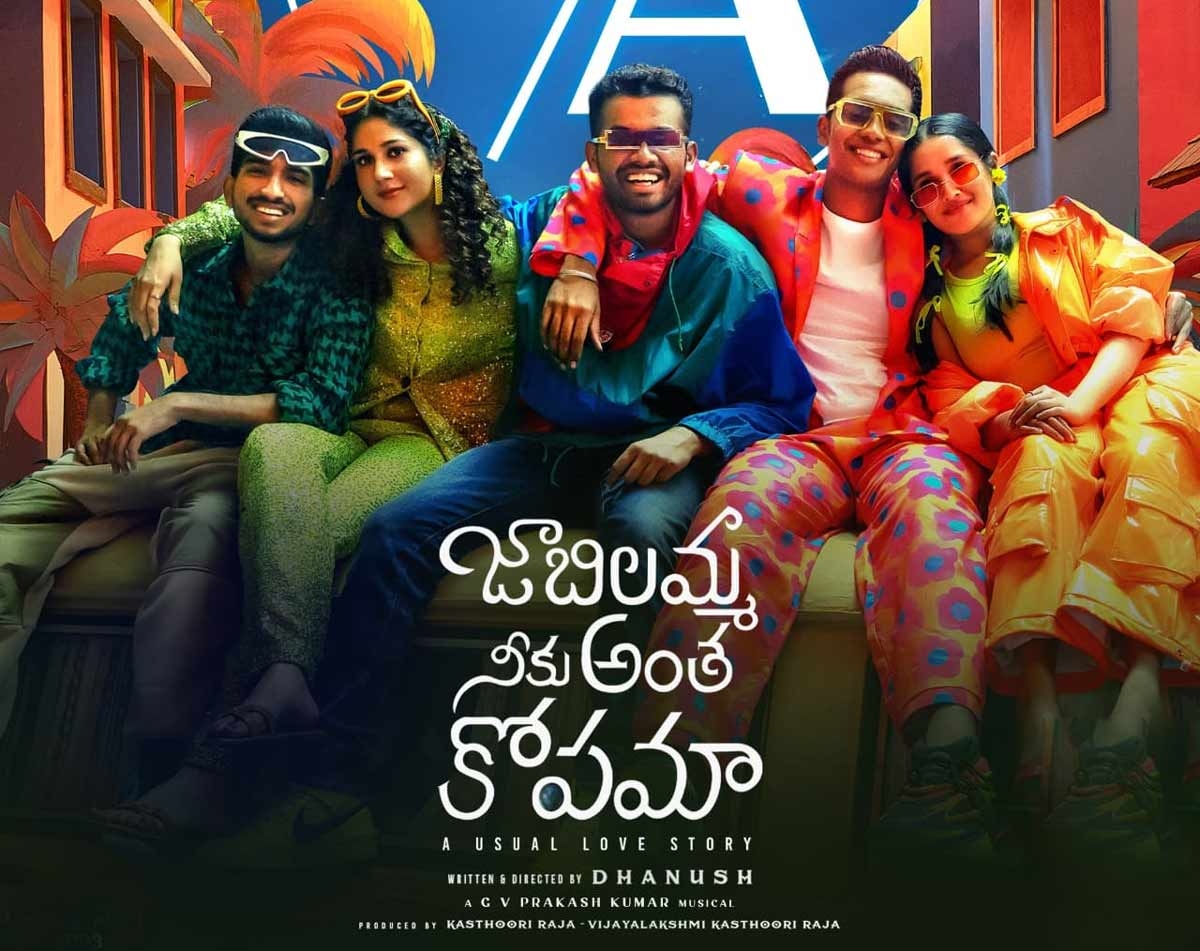 A
జాబిలమ్మ
నీకు అంత
కోపమా
A USUAL LOVE STORY
WRITTEN & DIRECTED BY DHANUSH
A G V PRAKASH KUMAR MUSICAL
PRODUCED BY KASTHOORI RAJA - VIJAYALAKSHMI KASTHOORI RAJA